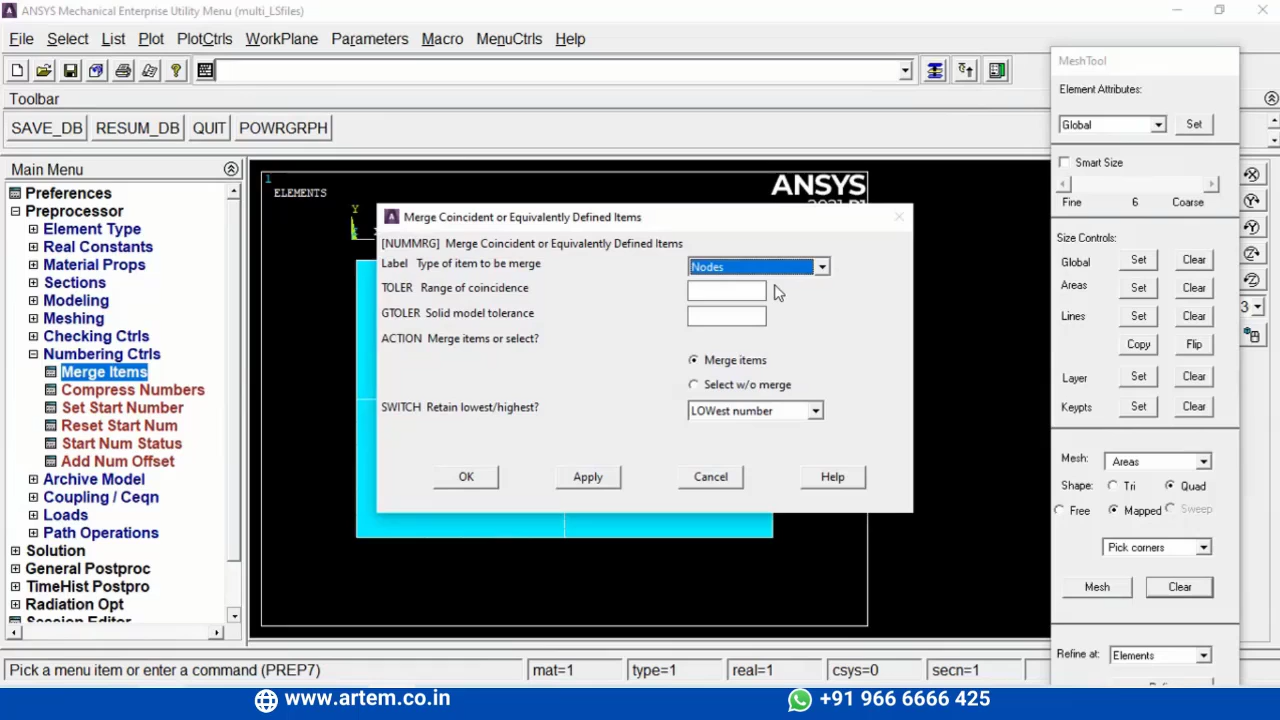 ANSYS Mechanical Enterprise Utility Menu (multi_LSfiles)
File Select List Plot PlotCtrls WorkPlane Parameters Macro MenuCtrls Help
Toolbar
SAVE_DB RESUM_DB QUIT POWRGRPH
Main Menu
Preferences
Preprocessor
Element Type
Real Constants
Material Props
Sections
Modeling
Meshing
Checking Ctrls
Numbering Ctrls
Merge Items
Compress Numbers
Set Start Number
Reset Start Num
Start Num Status
Add Num Offset
Archive Model
Coupling / Ceqn
Loads
Path Operations
Solution
General Postproc
TimeHist Postpro
Radiation Opt
1
ELEMENTS
ANSYS
Y
Merge Coincident or Equivalently Defined Items
[NUMMRG] Merge Coincident or Equivalently Defined Items
Label Type of item to be merge Nodes
TOLER Range of coincidence
GTOLER Solid model tolerance
ACTION Merge items or select?
Merge items
Select w/o merge
SWITCH Retain lowest/highest? LOWest number
OK Apply Cancel Help
MeshTool
Element Attributes:
Global Set
Smart Size
Fine 6 Coarse
Size Controls:
Global Set Clear
Areas Set Clear
Lines Set Clear
Copy Flip
Layer Set Clear
Keypts Set Clear
Mesh: Areas
Shape: Tri Quad
Free Mapped Sweep
Pick corners
Mesh Clear
Refine at: Elements
3
Pick a menu item or enter a command (PREP7) mat=1 type=1 real=1 csys=0 secn=1
www.artem.co.in +91 966 6666 425